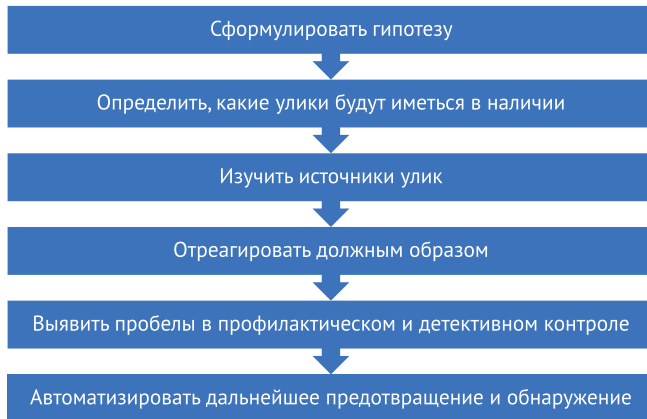 Сформулировать гипотезу
Определить, какие улики будут иметься в наличии
Изучить источники улик
Отреагировать должным образом
Выявить пробелы в профилактическом и детективном контроле
Автоматизировать дальнейшее предотвращение и обнаружение